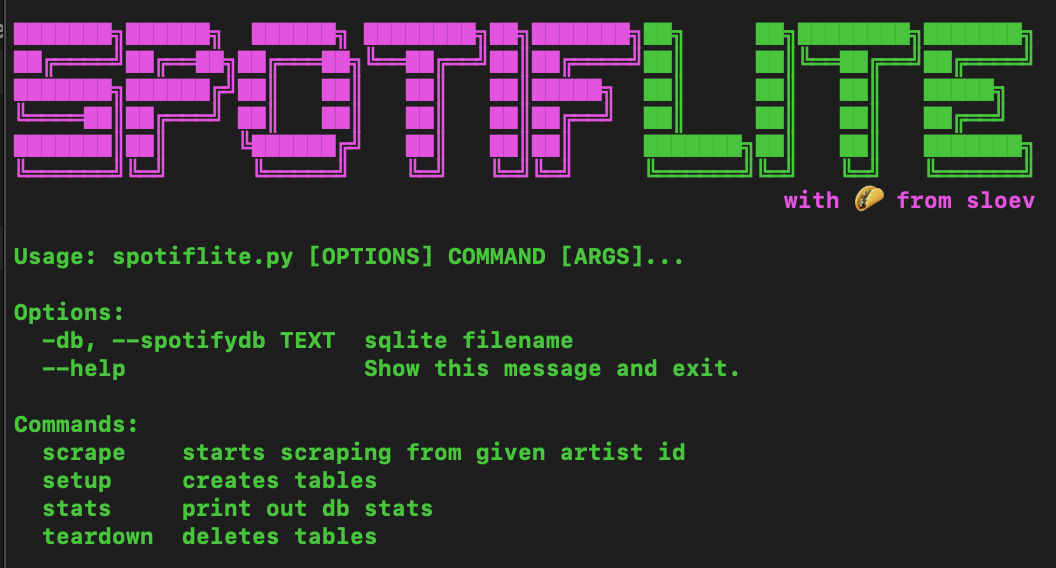 SPOTIFLITE
with 🌮 from sloev
Usage: spotiflite.py [OPTIONS] COMMAND [ARGS]...
Options:
-db, --spotifydb TEXT  sqlite filename
--help                 Show this message and exit.
Commands:
scrape    starts scraping from given artist id
setup     creates tables
stats     print out db stats
teardown  deletes tables